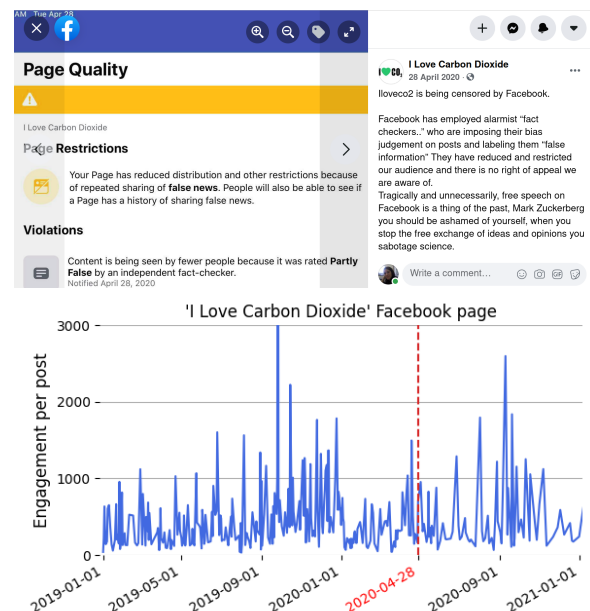 AM Tue Apr 28
Page Quality
I Love Carbon Dioxide
Page Restrictions
Your Page has reduced distribution and other restrictions because
of repeated sharing of false news. People will also be able to see if
a Page has a history of sharing false news.
Violations
Content is being seen by fewer people because it was rated Partly
False by an independent fact-checker.
Notified April 28, 2020
I Love Carbon Dioxide
28 April 2020 ·
Iloveco2 is being censored by Facebook.
Facebook has employed alarmist “fact
checkers..” who are imposing their bias
judgement on posts and labeling them “false
information” They have reduced and restricted
our audience and there is no right of appeal we
are aware of.
Tragically and unnecessarily, free speech on
Facebook is a thing of the past, Mark Zuckerberg
you should be ashamed of yourself, when you
stop the free exchange of ideas and opinions you
sabotage science.
Write a comment...
GIF
'I Love Carbon Dioxide' Facebook page
Engagement per post
3000
2000
1000
0
2019-01-01
2019-05-01
2019-09-01
2020-01-01
2020-04-28
2020-09-01
2021-01-01